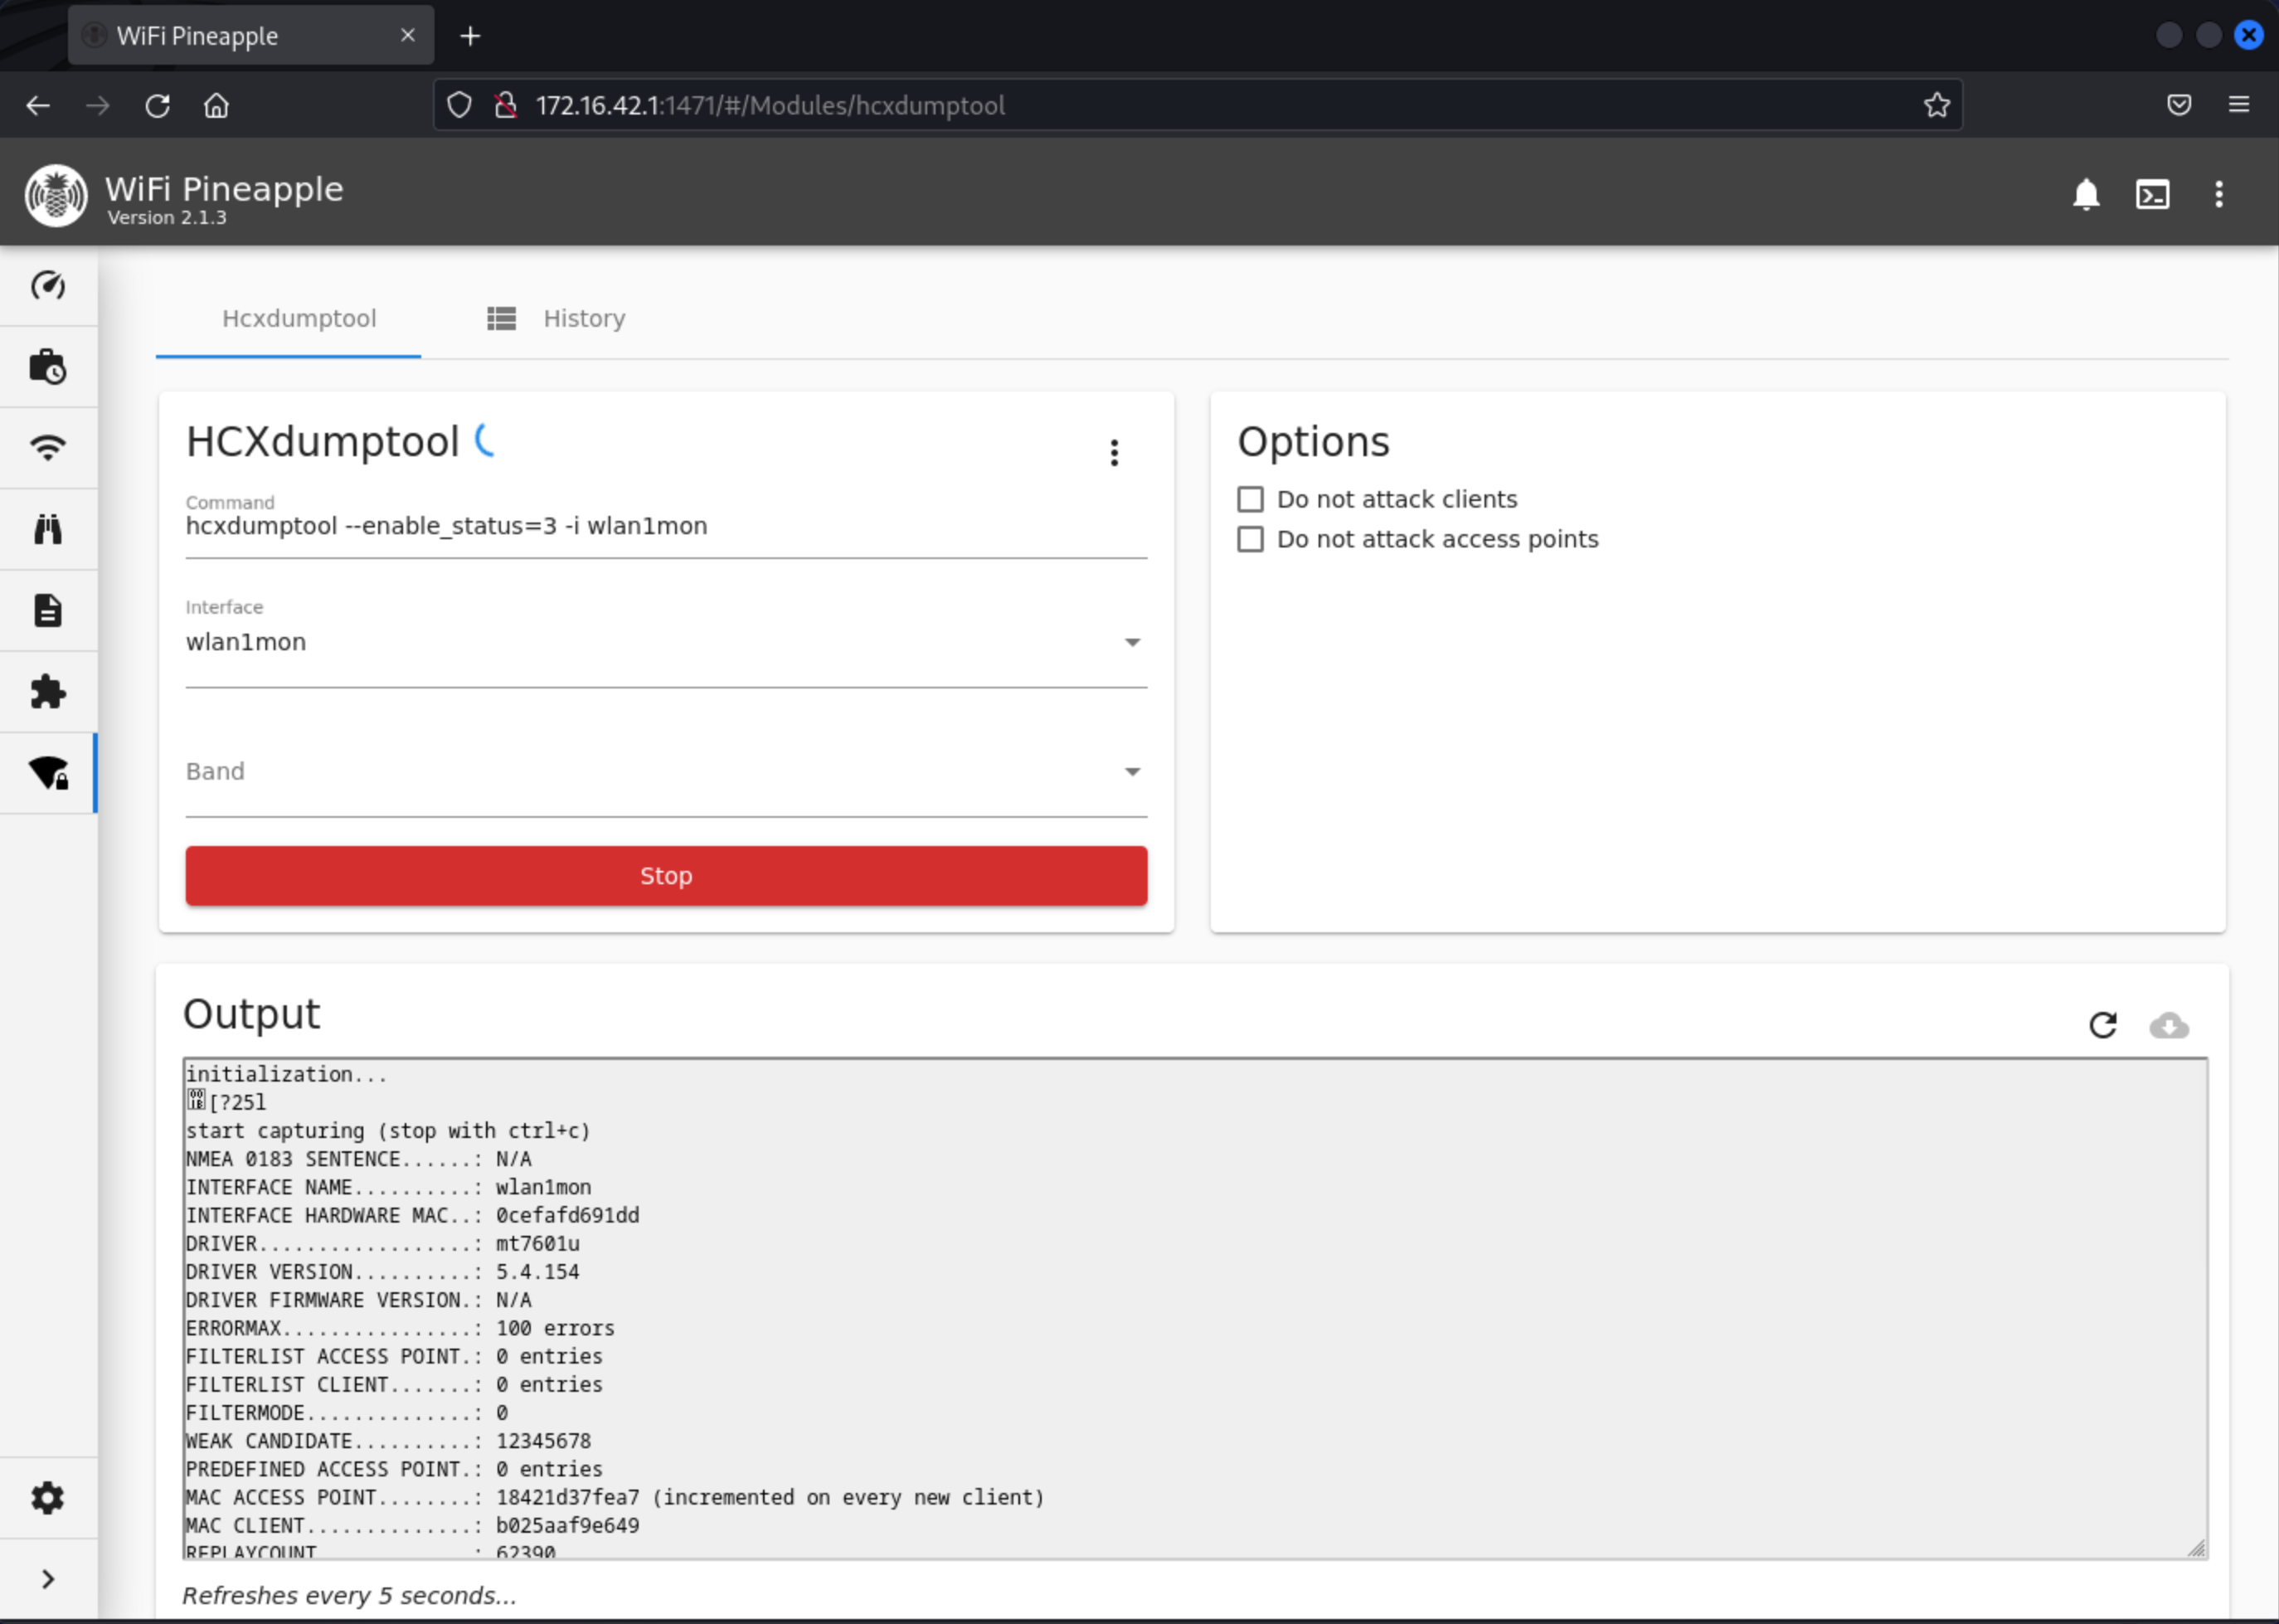 WiFi Pineapple
172.16.42.1:1471/#/Modules/hcxdumptool
WiFi Pineapple
Version 2.1.3
Hcxdumptool
History
HCXdumptool
Command
hcxdumptool --enable_status=3 -i wlan1mon
Interface
wlan1mon
Band
Stop
Options
Do not attack clients
Do not attack access points
Output
initialization...
[?25l
start capturing (stop with ctrl+c)
NMEA 0183 SENTENCE......: N/A
INTERFACE NAME..........: wlan1mon
INTERFACE HARDWARE MAC..: 0cefafd691dd
DRIVER..................: mt7601u
DRIVER VERSION..........: 5.4.154
DRIVER FIRMWARE VERSION.: N/A
ERRORMAX................: 100 errors
FILTERLIST ACCESS POINT.: 0 entries
FILTERLIST CLIENT.......: 0 entries
FILTERMODE..............: 0
WEAK CANDIDATE..........: 12345678
PREDEFINED ACCESS POINT.: 0 entries
MAC ACCESS POINT........: 18421d37fea7 (incremented on every new client)
MAC CLIENT..............: b025aaf9e649
REPLAYCOUNT : 62390
Refreshes every 5 seconds...